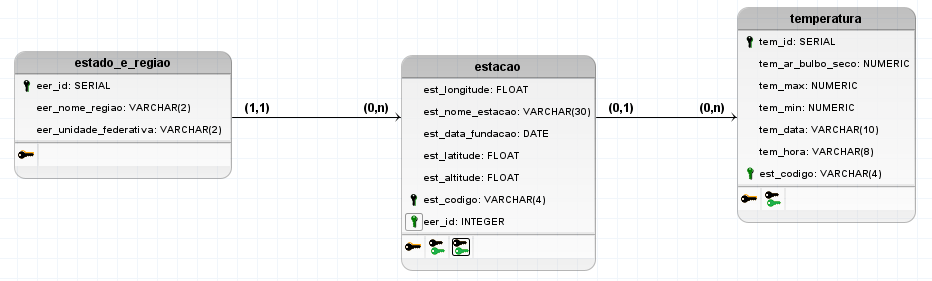 estado_e_regiao
eer_id: SERIAL
eer_nome_regiao: VARCHAR(2)
eer_unidade_federativa: VARCHAR(2)
(1,1)
(0,n)
estacao
est_longitude: FLOAT
est_nome_estacao: VARCHAR(30)
est_data_fundacao: DATE
est_latitude: FLOAT
est_altitude: FLOAT
est_codigo: VARCHAR(4)
eer_id: INTEGER
(0,1)
(0,n)
temperatura
tem_id: SERIAL
tem_ar_bulbo_seco: NUMERIC
tem_max: NUMERIC
tem_min: NUMERIC
tem_data: VARCHAR(10)
tem_hora: VARCHAR(8)
est_codigo: VARCHAR(4)